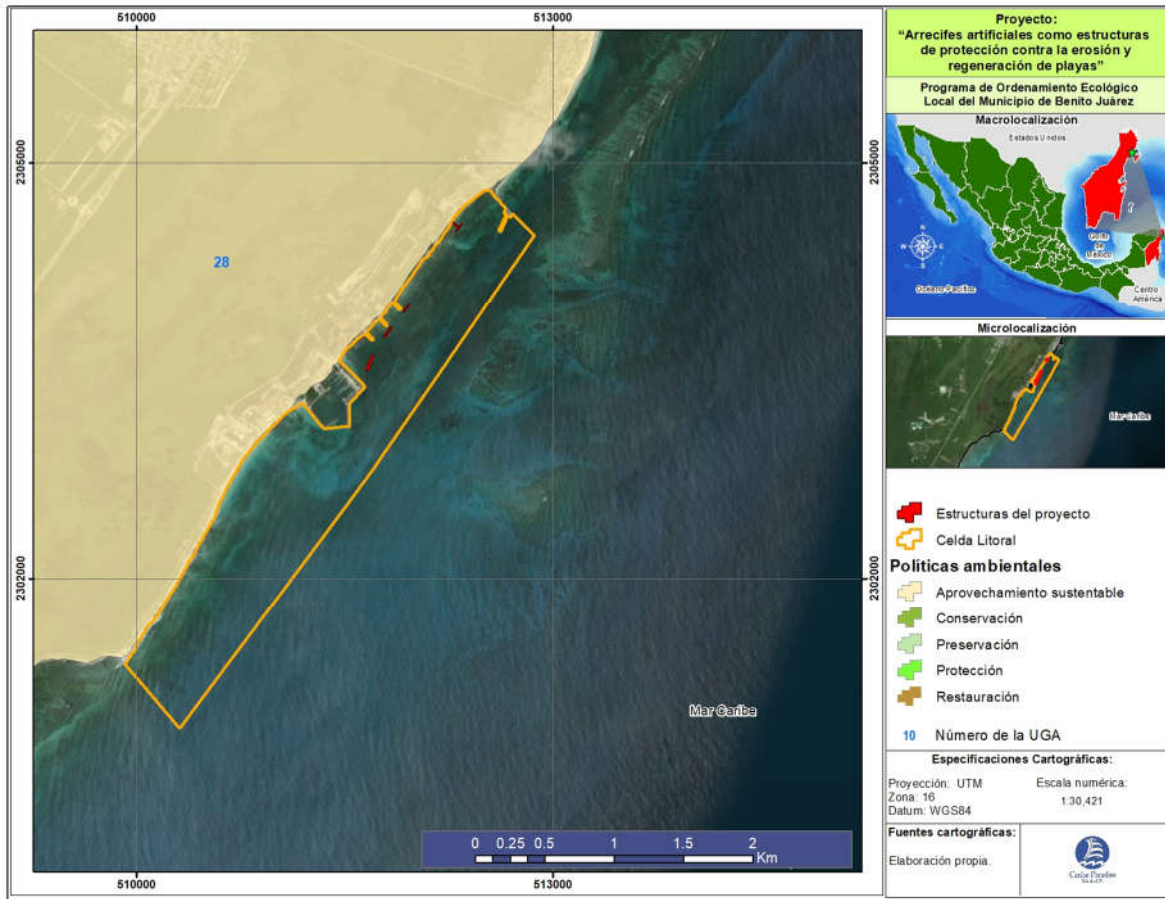 510000
513000
2305000
2305000
28
2302000
2302000
Mar Caribe
0 0.25 0.5 1 1.5 2
Km
510000
513000
Proyecto:
“Arrecifes artificiales como estructuras
de protección contra la erosión y
regeneración de playas”
Programa de Ordenamiento Ecológico
Local del Municipio de Benito Juárez
Macrolocalización
Estados Unidos
N
W E
S
Golfo
de
México
Océano Pacífico
Centro
América
Microlocalización
Mar Caribe
Estructuras del proyecto
Celda Litoral
Políticas ambientales
Aprovechamiento sustentable
Conservación
Preservación
Protección
Restauración
10 Número de la UGA
Especificaciones Cartográficas:
Proyección: UTM
Zona: 16
Datum: WGS84
Escala numérica:
1:30,421
Fuentes cartográficas:
Elaboración propia.
Caribe Paradise